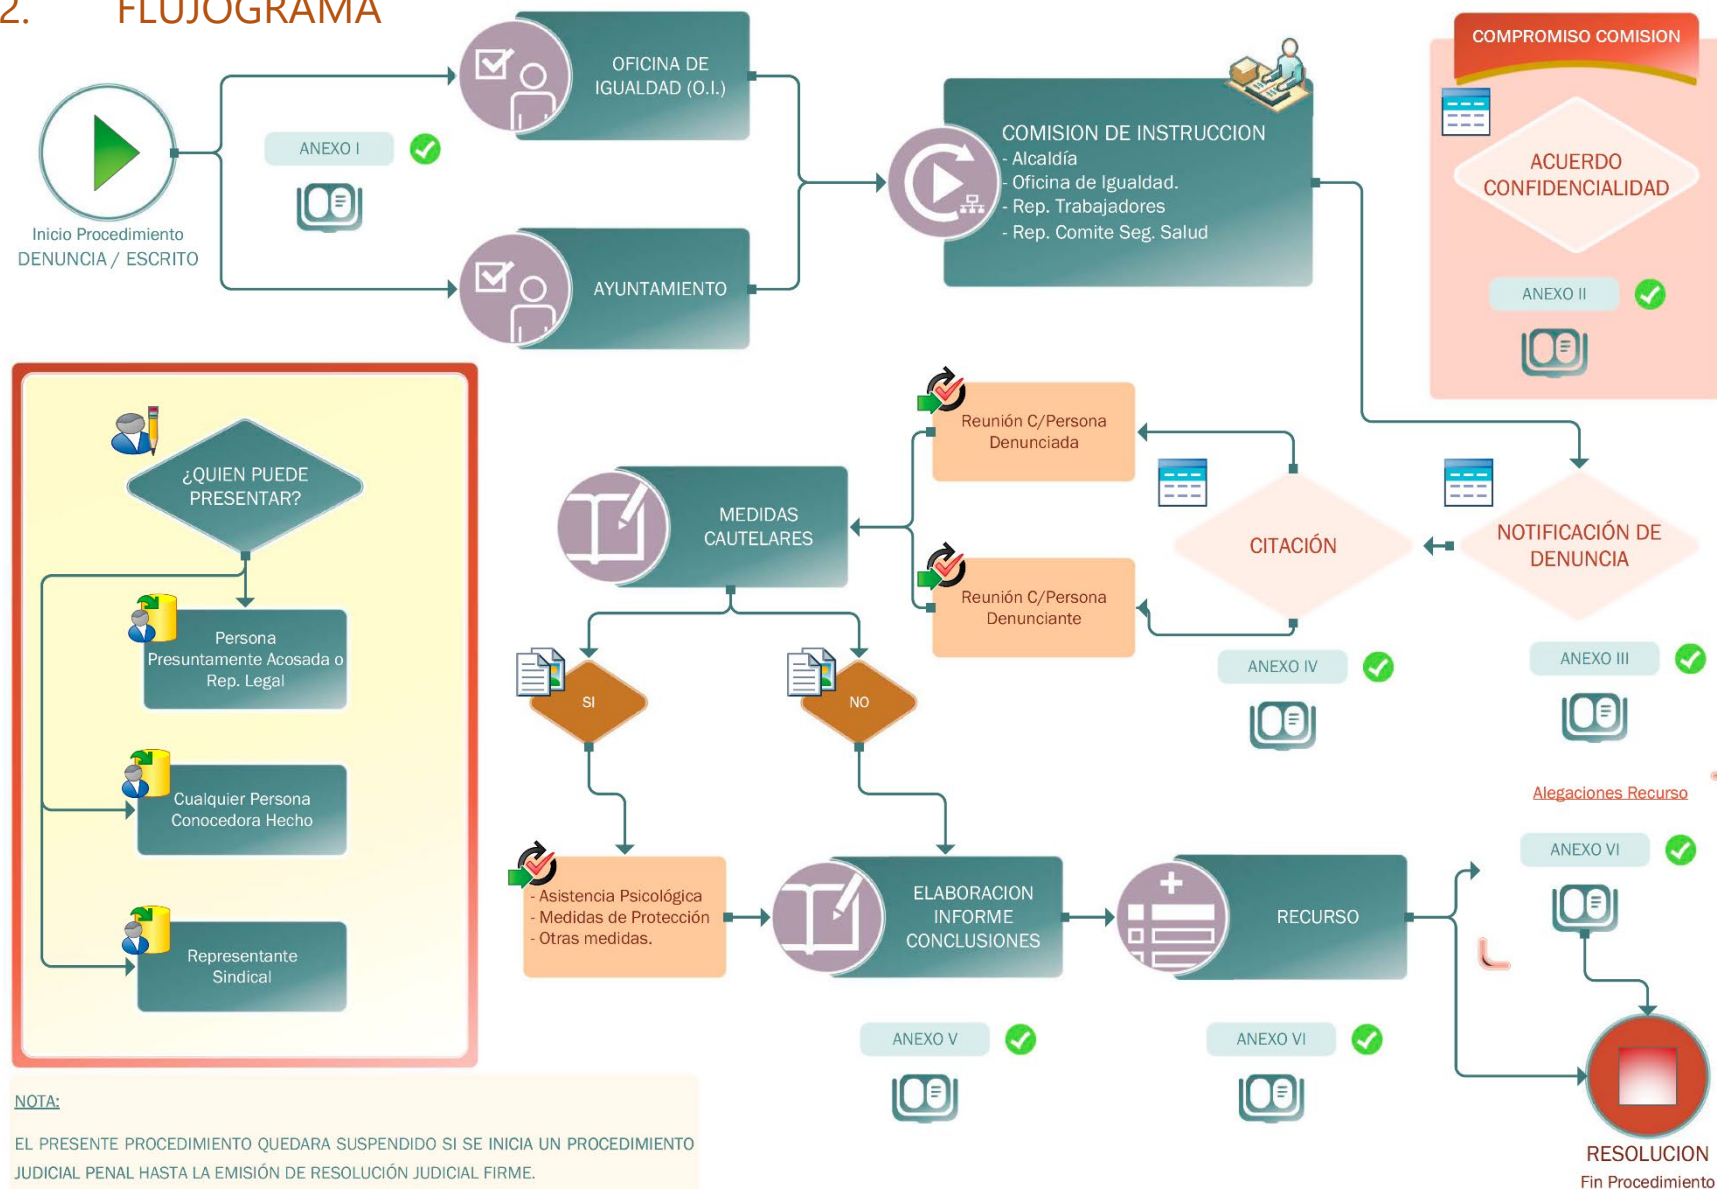 2. FLUJOGRAMA
Inicio Procedimiento
DENUNCIA / ESCRITO
ANEXO I
OFICINA DE
IGUALDAD (O.I.)
AYUNTAMIENTO
COMISION DE INSTRUCCION
- Alcaldía
- Oficina de Igualdad.
- Rep. Trabajadores
- Rep. Comite Seg. Salud
COMPROMISO COMISION
ACUERDO
CONFIDENCIALIDAD
ANEXO II
¿QUIEN PUEDE
PRESENTAR?
Persona
Presuntamente Acosada o
Rep. Legal
Cualquier Persona
Conocedora Hecho
Representante
Sindical
NOTIFICACIÓN DE
DENUNCIA
ANEXO III
CITACIÓN
ANEXO IV
Reunión C/Persona
Denunciada
Reunión C/Persona
Denunciante
MEDIDAS
CAUTELARES
SI
NO
- Asistencia Psicológica
- Medidas de Protección
- Otras medidas.
ELABORACION
INFORME
CONCLUSIONES
ANEXO V
RECURSO
ANEXO VI
Alegaciones Recurso
ANEXO VI
RESOLUCION
Fin Procedimiento
NOTA:
EL PRESENTE PROCEDIMIENTO QUEDARA SUSPENDIDO SI SE INICIA UN PROCEDIMIENTO
JUDICIAL PENAL HASTA LA EMISIÓN DE RESOLUCIÓN JUDICIAL FIRME.